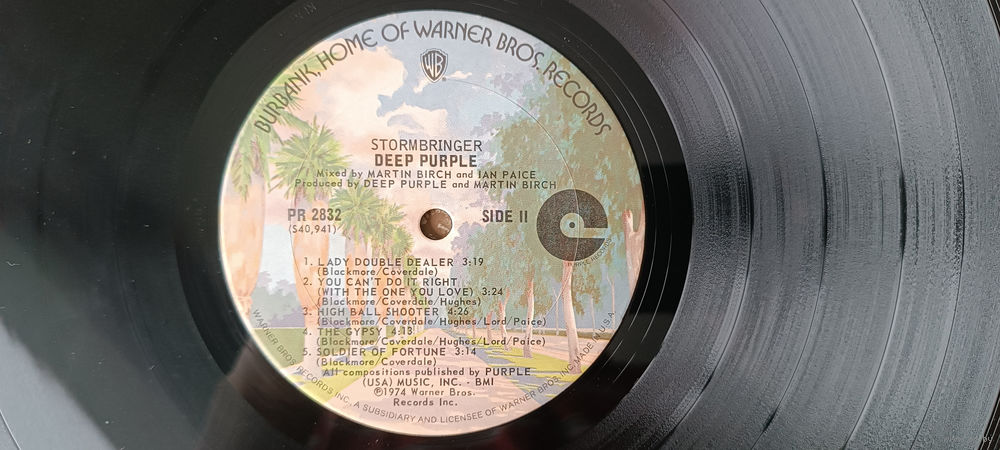 BURBANK, HOME OF WARNER BROS. RECORDS
WB
STORMBRINGER
DEEP PURPLE
Mixed by MARTIN BIRCH and IAN PAICE
Produced by DEEP PURPLE and MARTIN BIRCH
PR 2832
(S40,941)
SIDE II
1. LADY DOUBLE DEALER 3:19
(Blackmore/Coverdale)
2. YOU CAN'T DO IT RIGHT
(WITH THE ONE YOU LOVE) 3:24
(Blackmore/Coverdale/Hughes)
3. HIGH BALL SHOOTER 4:26
(Blackmore/Coverdale/Hughes/Lord/Paice)
4. THE GYPSY 4:13
(Blackmore/Coverdale/Hughes/Lord/Paice)
5. SOLDIER OF FORTUNE 3:14
(Blackmore/Coverdale)
All compositions published by PURPLE
(USA) MUSIC, INC. - BMI
℗1974 Warner Bros.
Records Inc.
WARNER BROS. RECORDS INC., A SUBSIDIARY AND LICENSEE OF WARNER BROS. INC. MADE IN U.S.A.